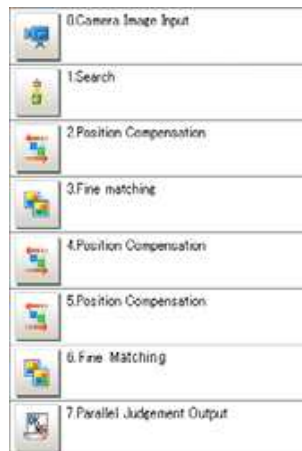 0.Camera Image Input
1.Search
2.Position Compensation
3.Fine matching
4.Position Compensation
5.Position Compensation
6.Fine Matching
7.Parallel Judgement Output